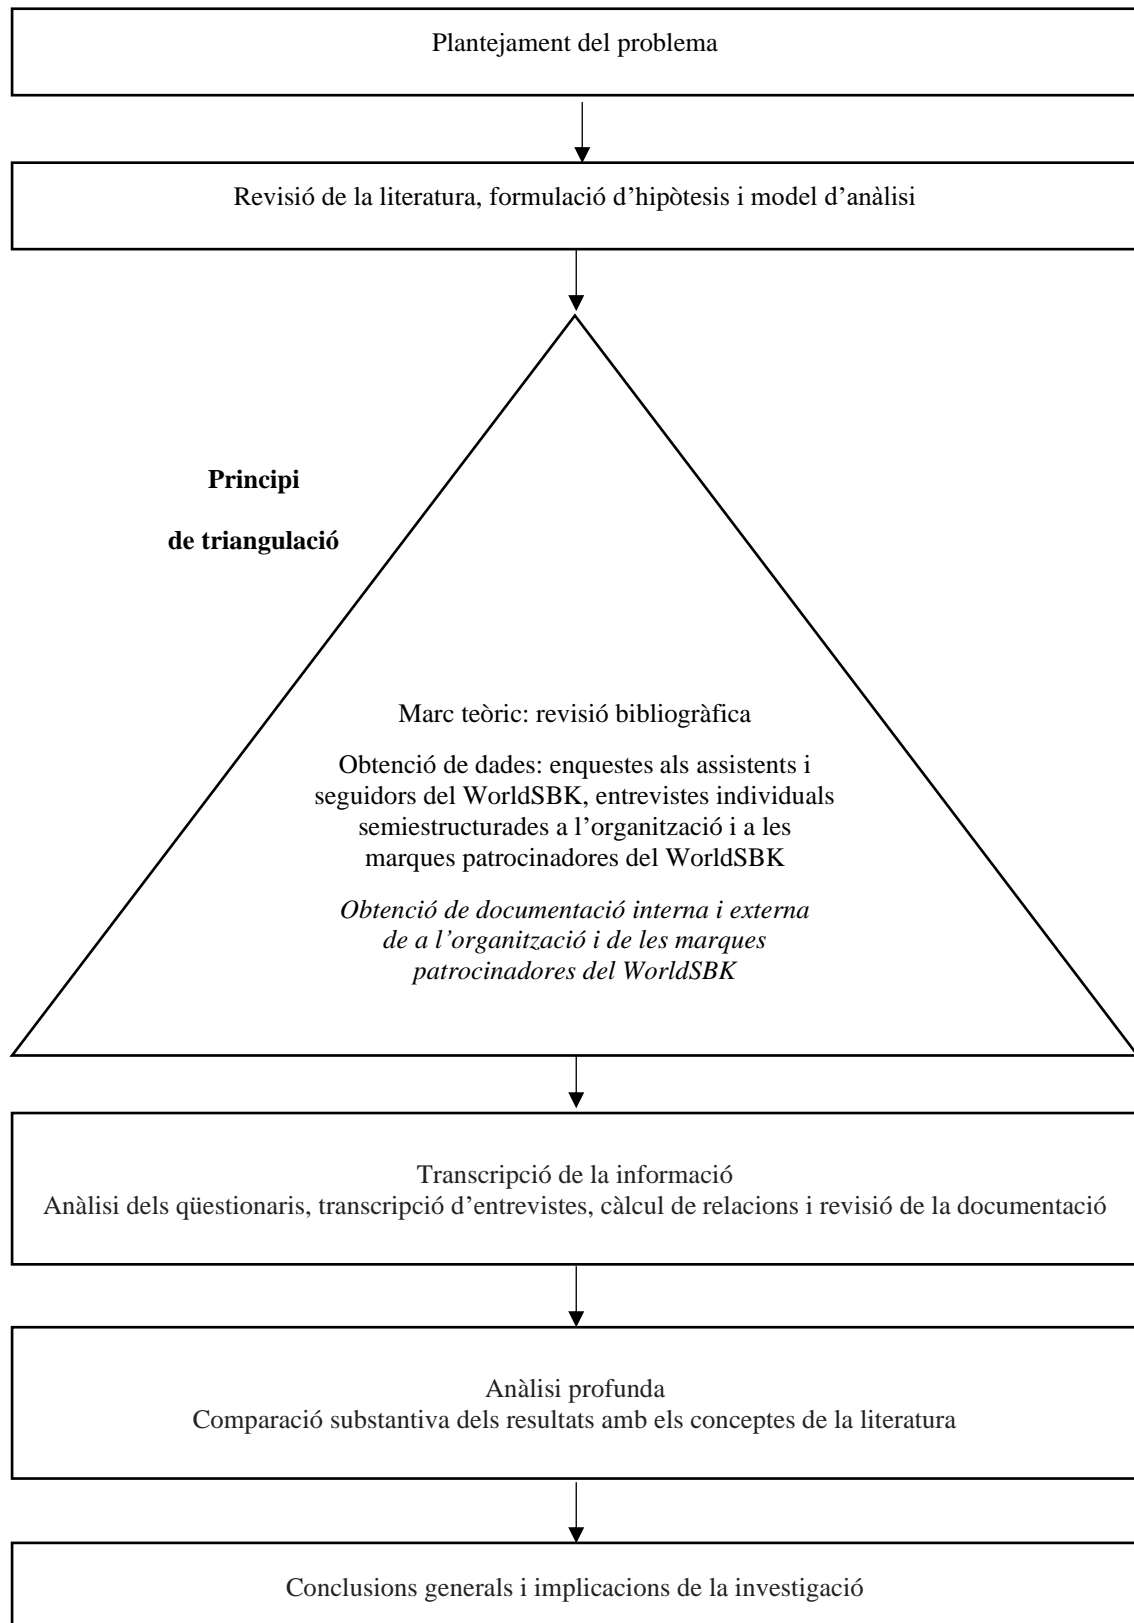 Plantejament del problema
Revisió de la literatura, formulació d’hipòtesis i model d’anàlisi
Principi
de triangulació
Marc teòric: revisió bibliogràfica
Obtenció de dades: enquestes als assistents i
seguidors del WorldSBK, entrevistes individuals
semiestructurades a l’organització i a les
marques patrocinadores del WorldSBK
Obtenció de documentació interna i externa
de a l’organització i de les marques
patrocinadores del WorldSBK
Transcripció de la informació
Anàlisi dels qüestionaris, transcripció d’entrevistes, càlcul de relacions i revisió de la documentació
Anàlisi profunda
Comparació substantiva dels resultats amb els conceptes de la literatura
Conclusions generals i implicacions de la investigació